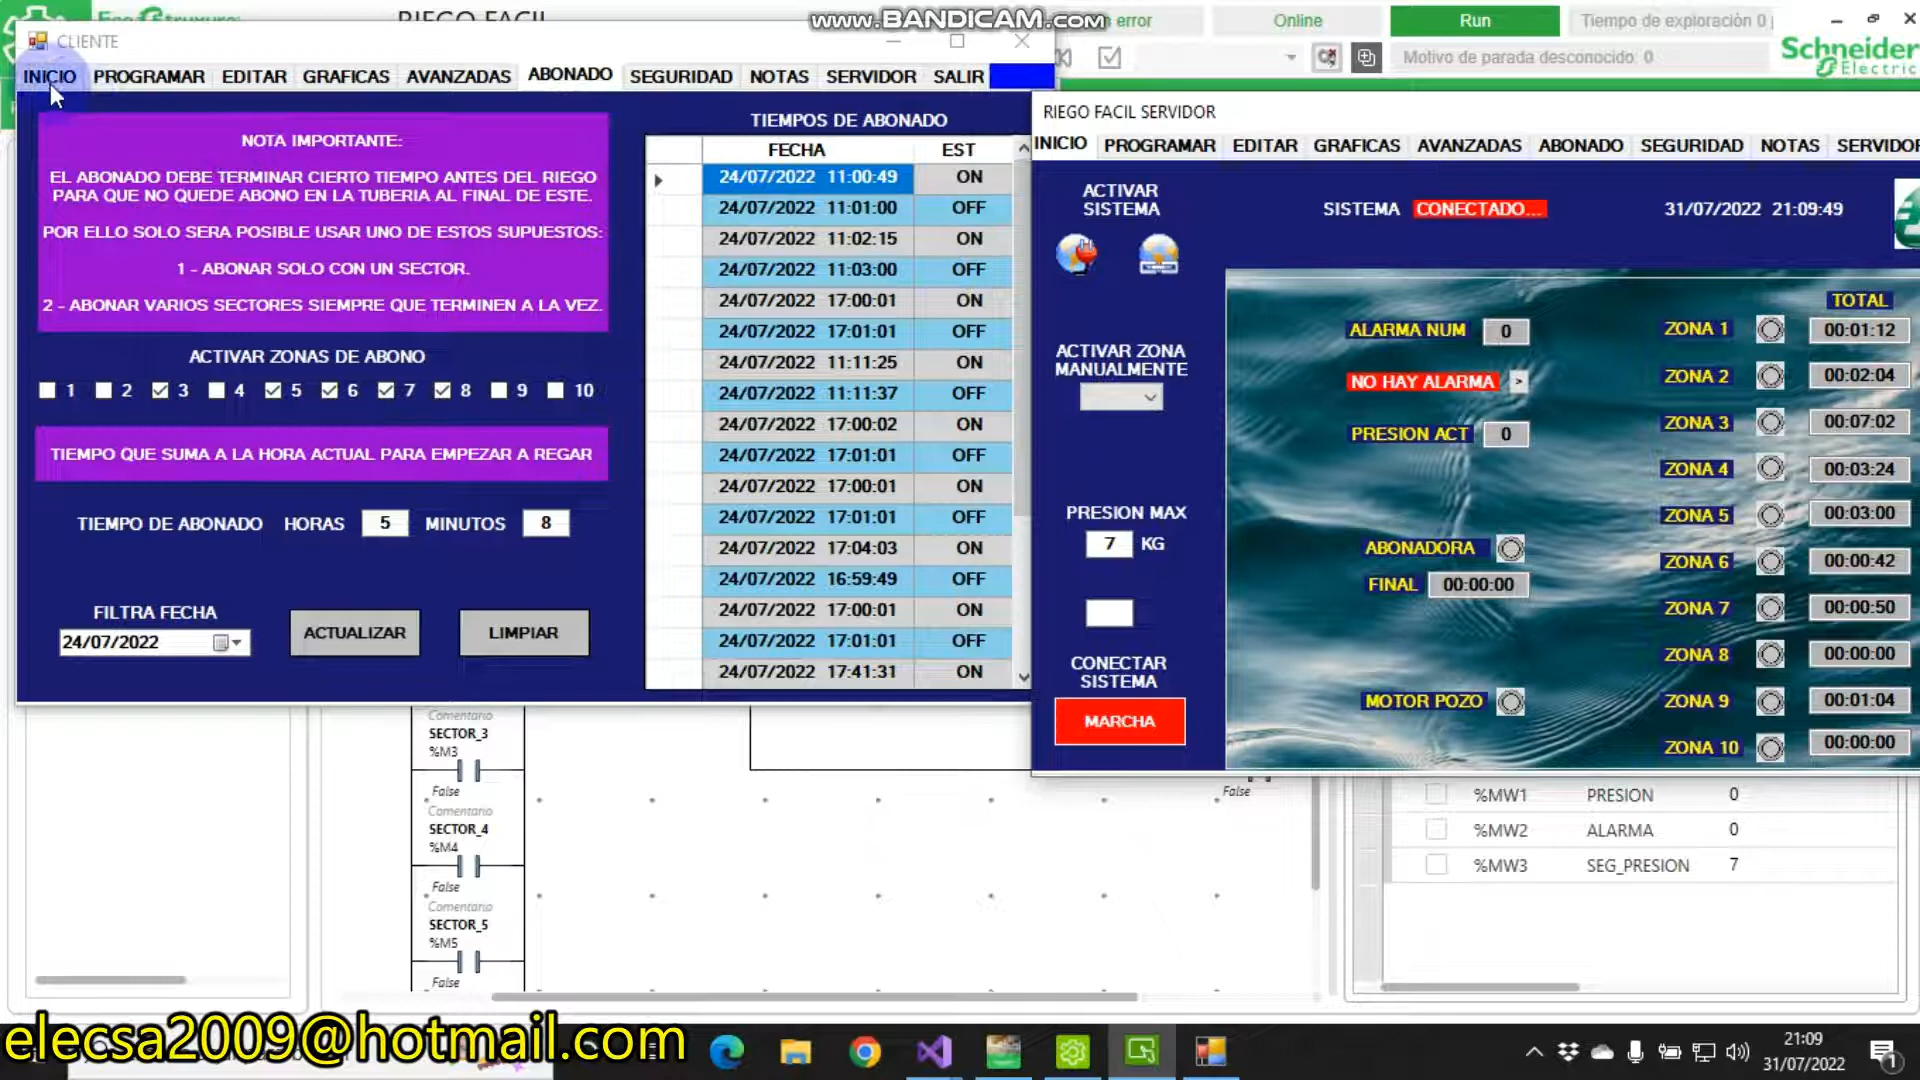 RIEGO FACIL
www.BANDICAM.com
error
Online
Run
Tiempo de exploración 0
Motivo de parada desconocido: 0
Schneider
Electric
CLIENTE
INICIO PROGRAMAR EDITAR GRAFICAS AVANZADAS ABONADO SEGURIDAD NOTAS SERVIDOR SALIR
NOTA IMPORTANTE:
EL ABONADO DEBE TERMINAR CIERTO TIEMPO ANTES DEL RIEGO
PARA QUE NO QUEDE ABONO EN LA TUBERIA AL FINAL DE ESTE.
POR ELLO SOLO SERA POSIBLE USAR UNO DE ESTOS SUPUESTOS:
1 - ABONAR SOLO CON UN SECTOR.
2 - ABONAR VARIOS SECTORES SIEMPRE QUE TERMINEN A LA VEZ.
ACTIVAR ZONAS DE ABONO
1 2 3 4 5 6 7 8 9 10
TIEMPO QUE SUMA A LA HORA ACTUAL PARA EMPEZAR A REGAR
TIEMPO DE ABONADO HORAS 5 MINUTOS 8
FILTRA FECHA
24/07/2022
ACTUALIZAR
LIMPIAR
TIEMPOS DE ABONADO
FECHA EST
24/07/2022 11:00:49 ON
24/07/2022 11:01:00 OFF
24/07/2022 11:02:15 ON
24/07/2022 11:03:00 OFF
24/07/2022 17:00:01 ON
24/07/2022 17:01:01 OFF
24/07/2022 11:11:25 ON
24/07/2022 11:11:37 OFF
24/07/2022 17:00:02 ON
24/07/2022 17:01:01 OFF
24/07/2022 17:00:01 ON
24/07/2022 17:01:01 OFF
24/07/2022 17:04:03 ON
24/07/2022 16:59:49 OFF
24/07/2022 17:00:01 ON
24/07/2022 17:01:01 OFF
24/07/2022 17:41:31 ON
RIEGO FACIL SERVIDOR
INICIO PROGRAMAR EDITAR GRAFICAS AVANZADAS ABONADO SEGURIDAD NOTAS SERVIDOR
ACTIVAR
SISTEMA
SISTEMA CONECTADO... 31/07/2022 21:09:49
ACTIVAR ZONA
MANUALMENTE
PRESION MAX
7 KG
CONECTAR
SISTEMA
MARCHA
ALARMA NUM 0
NO HAY ALARMA >
PRESION ACT 0
ABONADORA
FINAL 00:00:00
MOTOR POZO
TOTAL
ZONA 1 00:01:12
ZONA 2 00:02:04
ZONA 3 00:07:02
ZONA 4 00:03:24
ZONA 5 00:03:00
ZONA 6 00:00:42
ZONA 7 00:00:50
ZONA 8 00:00:00
ZONA 9 00:01:04
ZONA 10 00:00:00
Comentario
SECTOR_3
%M3
False
Comentario
SECTOR_4
%M4
False
Comentario
SECTOR_5
%M5
False
False
%MW1 PRESION 0
%MW2 ALARMA 0
%MW3 SEG_PRESION 7
elecsa2009@hotmail.com
21:09
31/07/2022
1